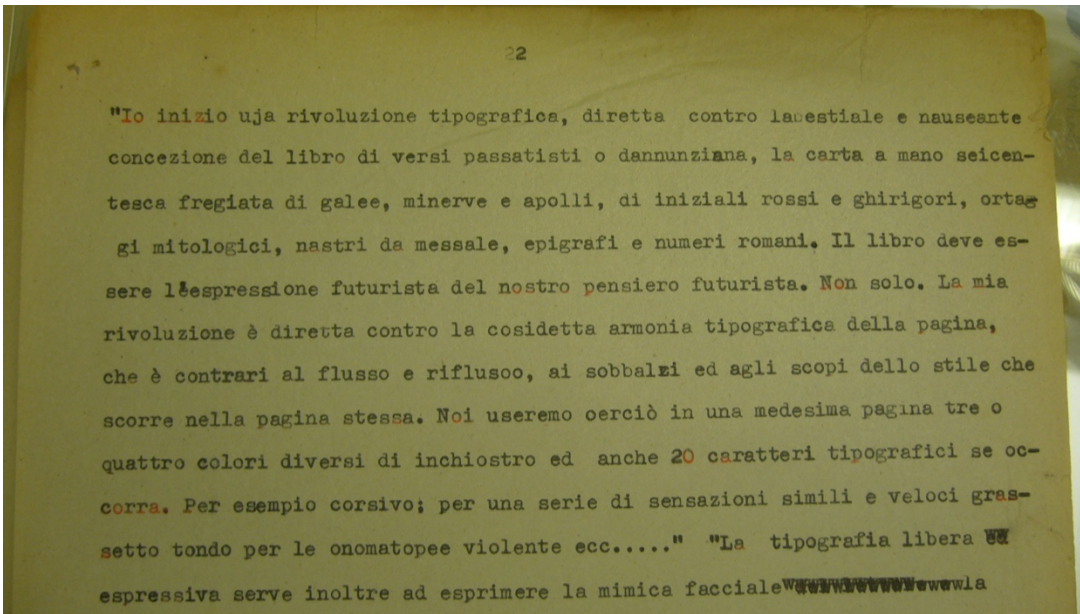 22
"Io inizio uja rivoluzione tipografica, diretta contro labestiale e nauseante
concezione del libro di versi passatisti o dannunziana, la carta a mano seicen-
tesca fregiata di galee, minerve e apolli, di iniziali rossi e ghirigori, ortag
gi mitologici, nastri da messale, epigrafi e numeri romani. Il libro deve es-
sere l'espressione futurista del nostro pensiero futurista. Non solo. La mia
rivoluzione è diretta contro la cosidetta armonia tipografica della pagina,
che è contrari al flusso e riflusoo, ai sobbalzi ed agli scopi dello stile che
scorre nella pagina stessa. Noi useremo oerciò in una medesima pagina tre o
quattro colori diversi di inchiostro ed anche 20 caratteri tipografici se oc-
corra. Per esempio corsivo; per una serie di sensazioni simili e veloci gras-
setto tondo per le onomatopee violente ecc....." "La tipografia libera
espressiva serve inoltre ad esprimere la mimica facciale la